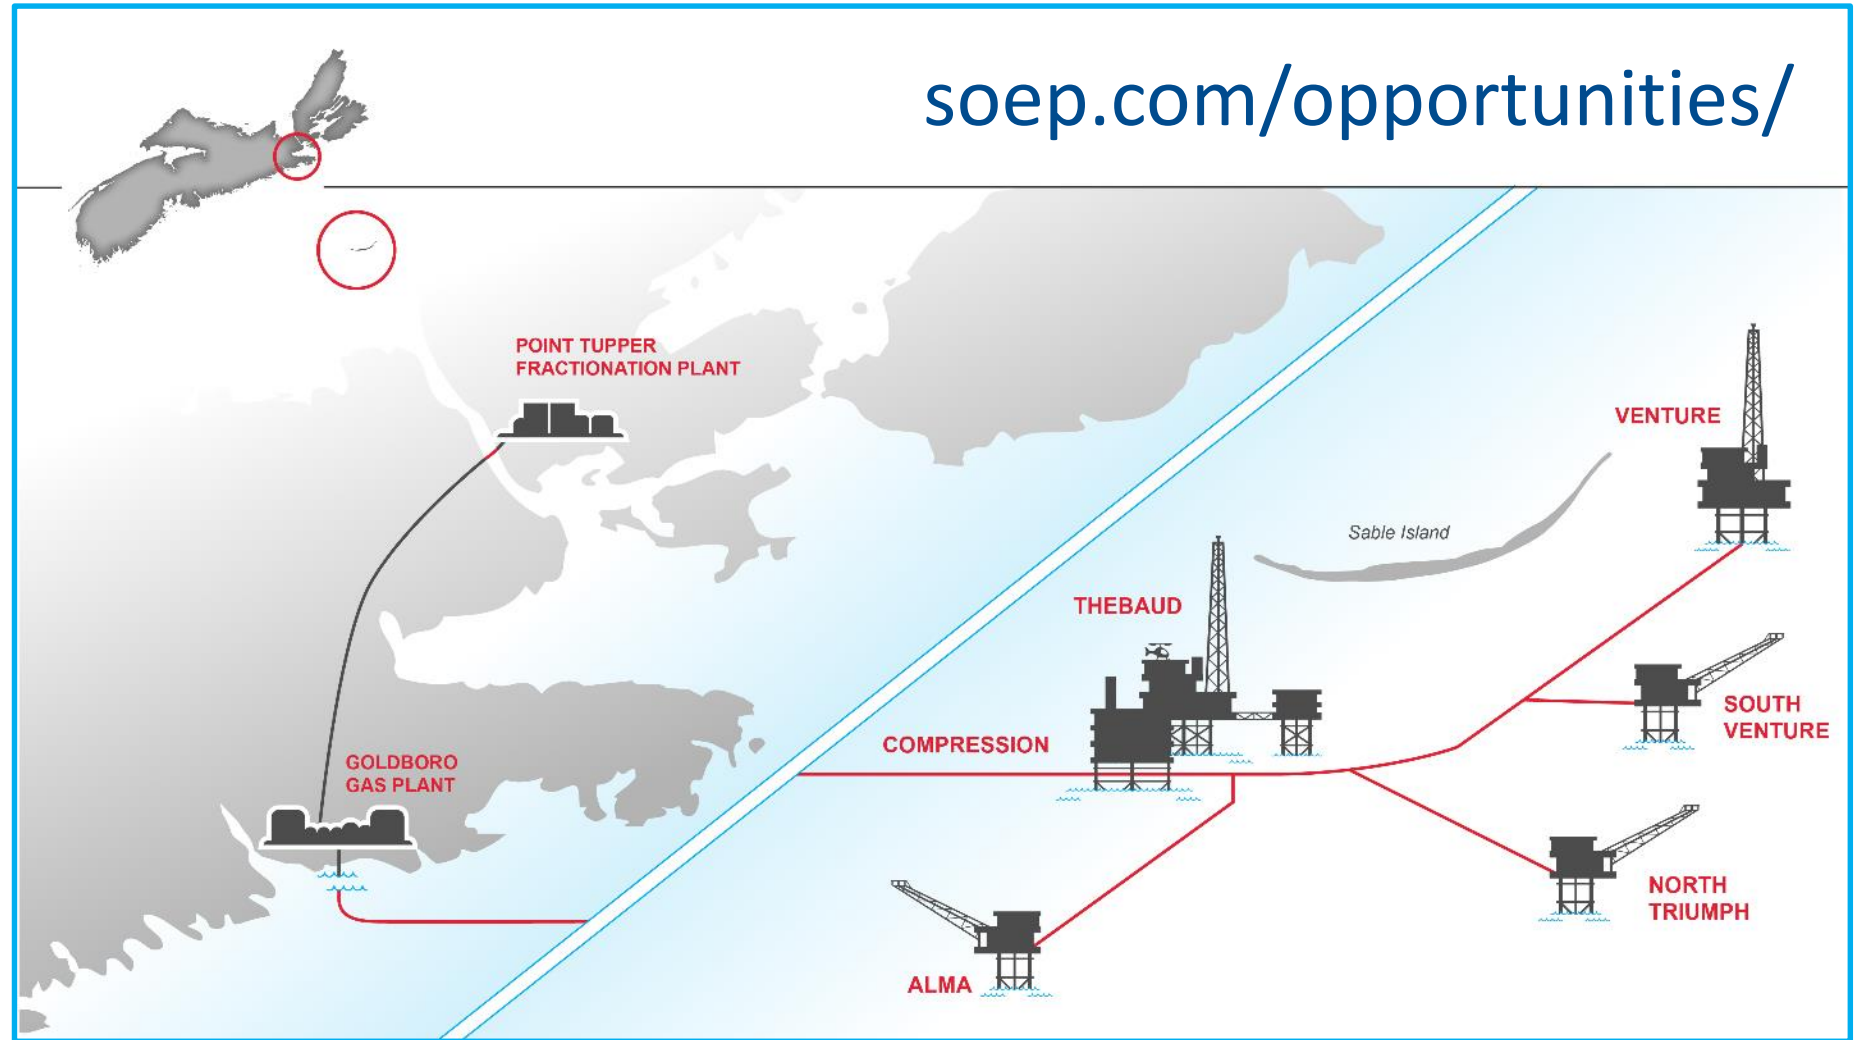 soep.com/opportunities/
POINT TUPPER
FRACTIONATION PLANT
VENTURE
Sable Island
THEBAUD
SOUTH
VENTURE
COMPRESSION
GOLDBORO
GAS PLANT
NORTH
TRIUMPH
ALMA